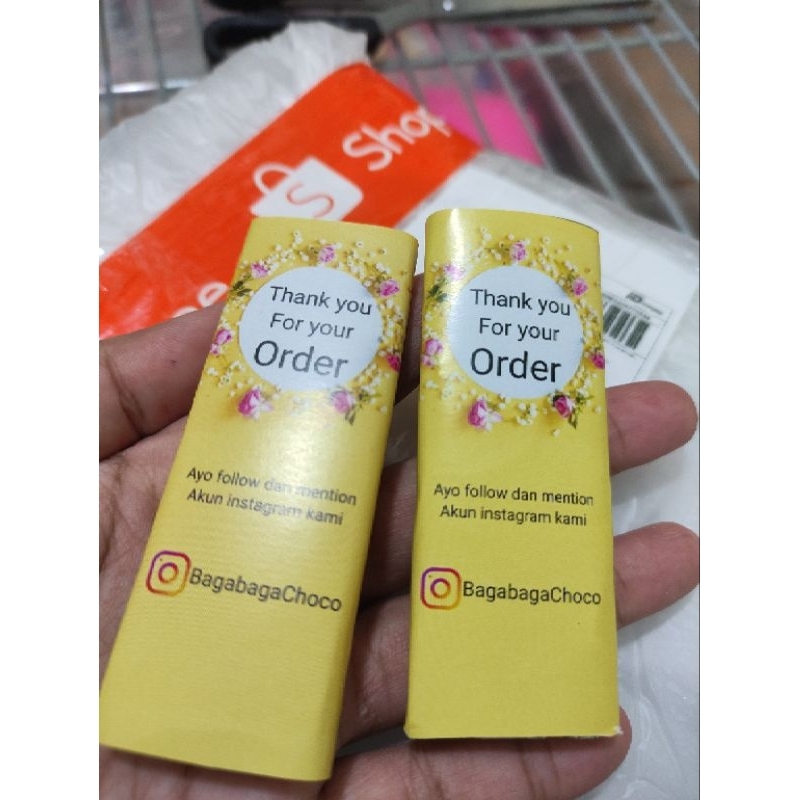 Shop
S
Thank you
For your
Order
Ayo follow dan mention
Akun instagram kami
BagabagaChoco
Thank you
For your
Order
Ayo follow dan mention
Akun instagram kami
BagabagaChoco